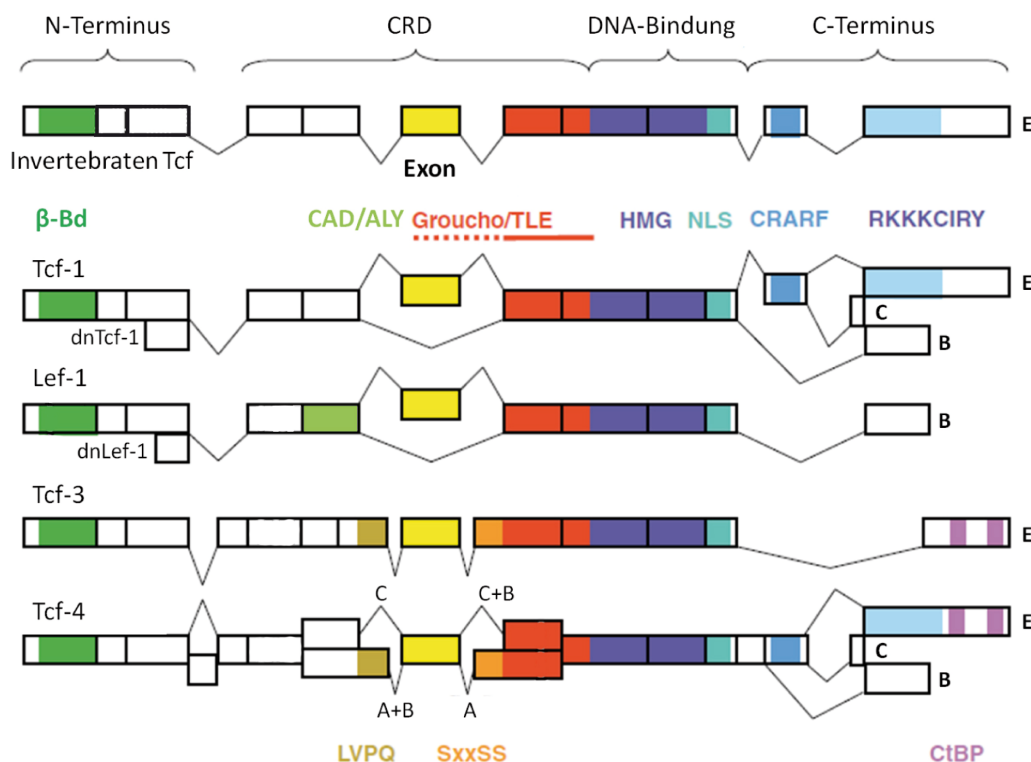 N-Terminus CRD DNA-Bindung C-Terminus
E
Invertebraten Tcf
Exon
β-Bd CAD/ALY Groucho/TLE HMG NLS CRARF RKKKCIRY
Tcf-1
E
C
dnTcf-1
B
Lef-1
B
dnLef-1
Tcf-3
E
C C+B
Tcf-4
E
C
B
A+B A
LVPQ SxxSS CtBP